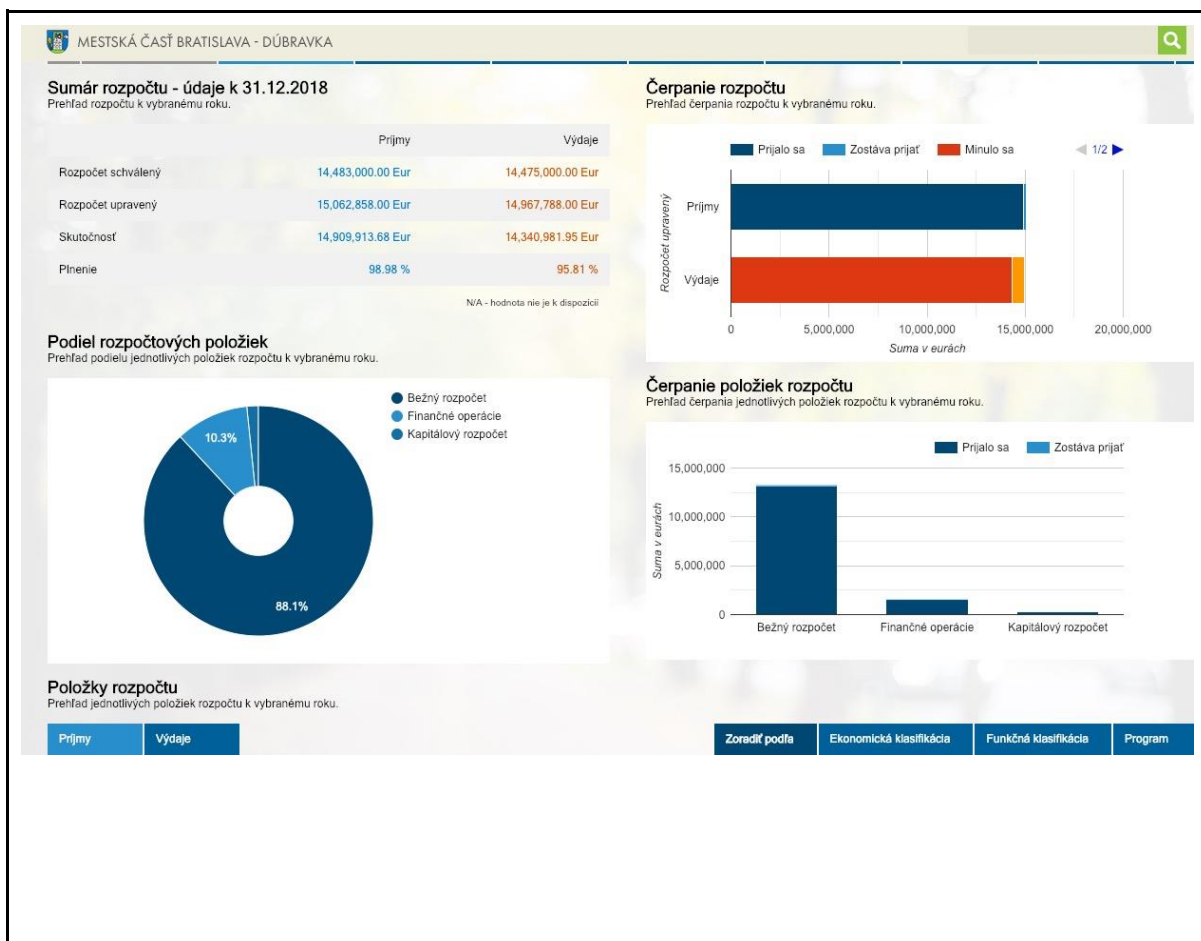 MESTSKÁ ČASŤ BRATISLAVA - DÚBRAVKA
Sumár rozpočtu - údaje k 31.12.2018
Prehľad rozpočtu k vybranému roku.
Príjmy Výdaje
Rozpočet schválený 14,483,000.00 Eur 14,475,000.00 Eur
Rozpočet upravený 15,062,858.00 Eur 14,967,788.00 Eur
Skutočnosť 14,909,913.68 Eur 14,340,981.95 Eur
Plnenie 98.98 % 95.81 %
N/A - hodnota nie je k dispozícií
Podiel rozpočtových položiek
Prehľad podielu jednotlivých položiek rozpočtu k vybranému roku.
Bežný rozpočet
Finančné operácie
Kapitálový rozpočet
10.3%
88.1%
Čerpanie rozpočtu
Prehľad čerpania rozpočtu k vybranému roku.
Prijalo sa Zostáva prijať Minulo sa 1/2
Rozpočet upravený
Príjmy
Výdaje
0 5,000,000 10,000,000 15,000,000 20,000,000
Suma v eurách
Čerpanie položiek rozpočtu
Prehľad čerpania jednotlivých položiek rozpočtu k vybranému roku.
Prijalo sa Zostáva prijať
Suma v eurách
15,000,000
10,000,000
5,000,000
0
Bežný rozpočet Finančné operácie Kapitálový rozpočet
Položky rozpočtu
Prehľad jednotlivých položiek rozpočtu k vybranému roku.
Príjmy Výdaje
Zoradiť podľa Ekonomická klasifikácia Funkčná klasifikácia Program